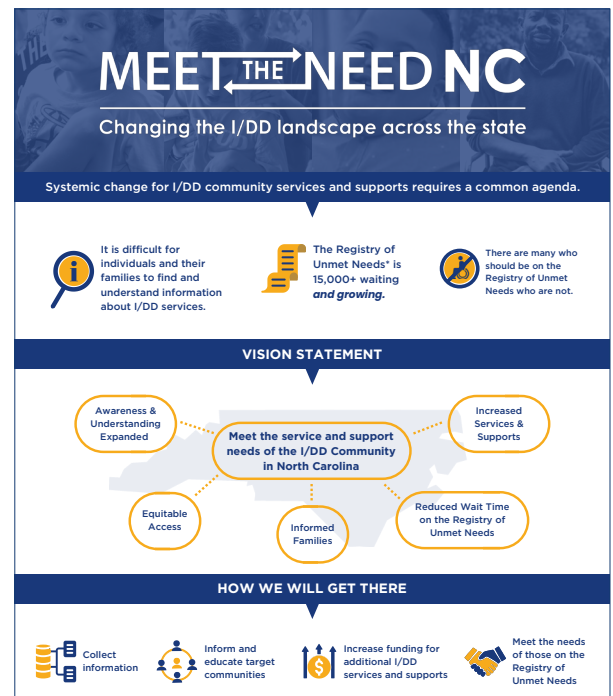 MEET THE NEED NC
Changing the I/DD landscape across the state
Systemic change for I/DD community services and supports requires a common agenda.
It is difficult for
individuals and their
families to find and
understand information
about I/DD services.
The Registry of
Unmet Needs* is
15,000+ waiting
and growing.
There are many who
should be on the
Registry of Unmet
Needs who are not.
VISION STATEMENT
Awareness &
Understanding
Expanded
Increased
Services &
Supports
Meet the service and support
needs of the I/DD Community
in North Carolina
Equitable
Access
Informed
Families
Reduced Wait Time
on the Registry of
Unmet Needs
HOW WE WILL GET THERE
Collect
information
Inform and
educate target
communities
Increase funding for
additional I/DD
services and supports
Meet the needs
of those on the
Registry of
Unmet Needs